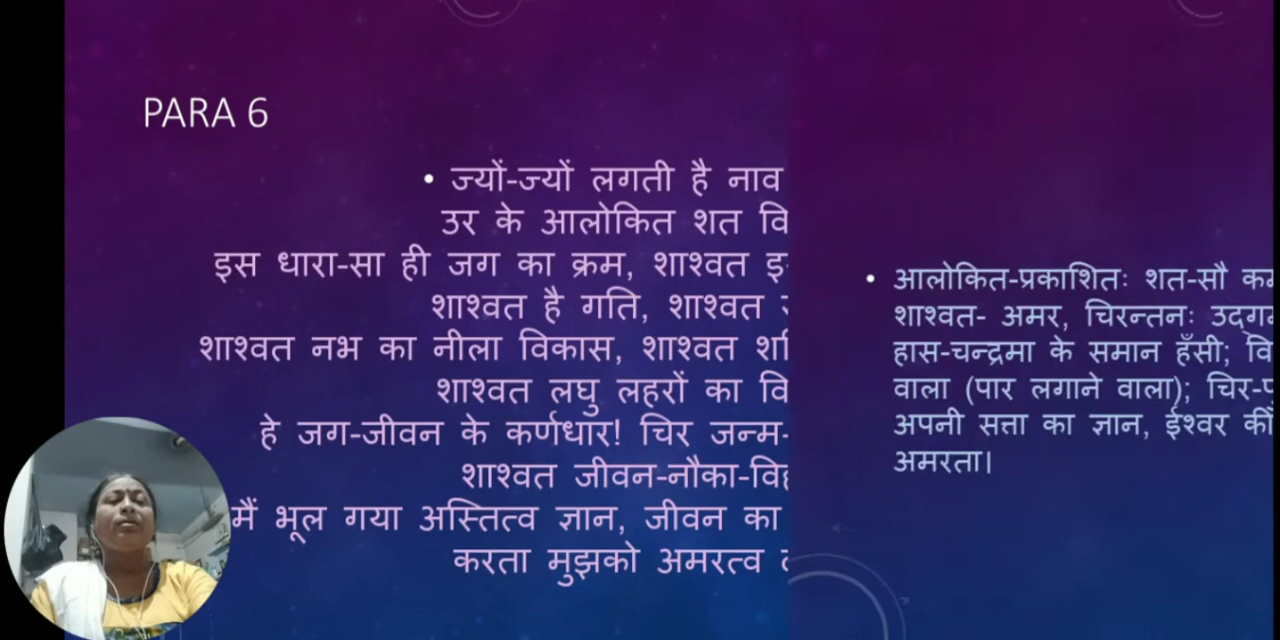 PARA 6
• ज्यों-ज्यों लगती है नाव
उर के आलोकित शत
इस धारा-सा ही जग का क्रम, शाश्वत
शाश्वत है गति, शाश्वत
शाश्वत नभ का नीला विकास, शाश्वत
शाश्वत लघु लहरों का
हे जग-जीवन के कर्णधार! चिर जन्म-
शाश्वत जीवन-नौका-
मैं भूल गया अस्तित्व ज्ञान, जीवन का
करता मुझको अमरत्व
• आलोकित-प्रकाशितः शत-सौ
शाश्वत- अमर, चिरन्तनः
हास-चन्द्रमा के समान हँसी;
वाला (पार लगाने वाला);
अपनी सत्ता का ज्ञान, ईश्वर की
अमरता।